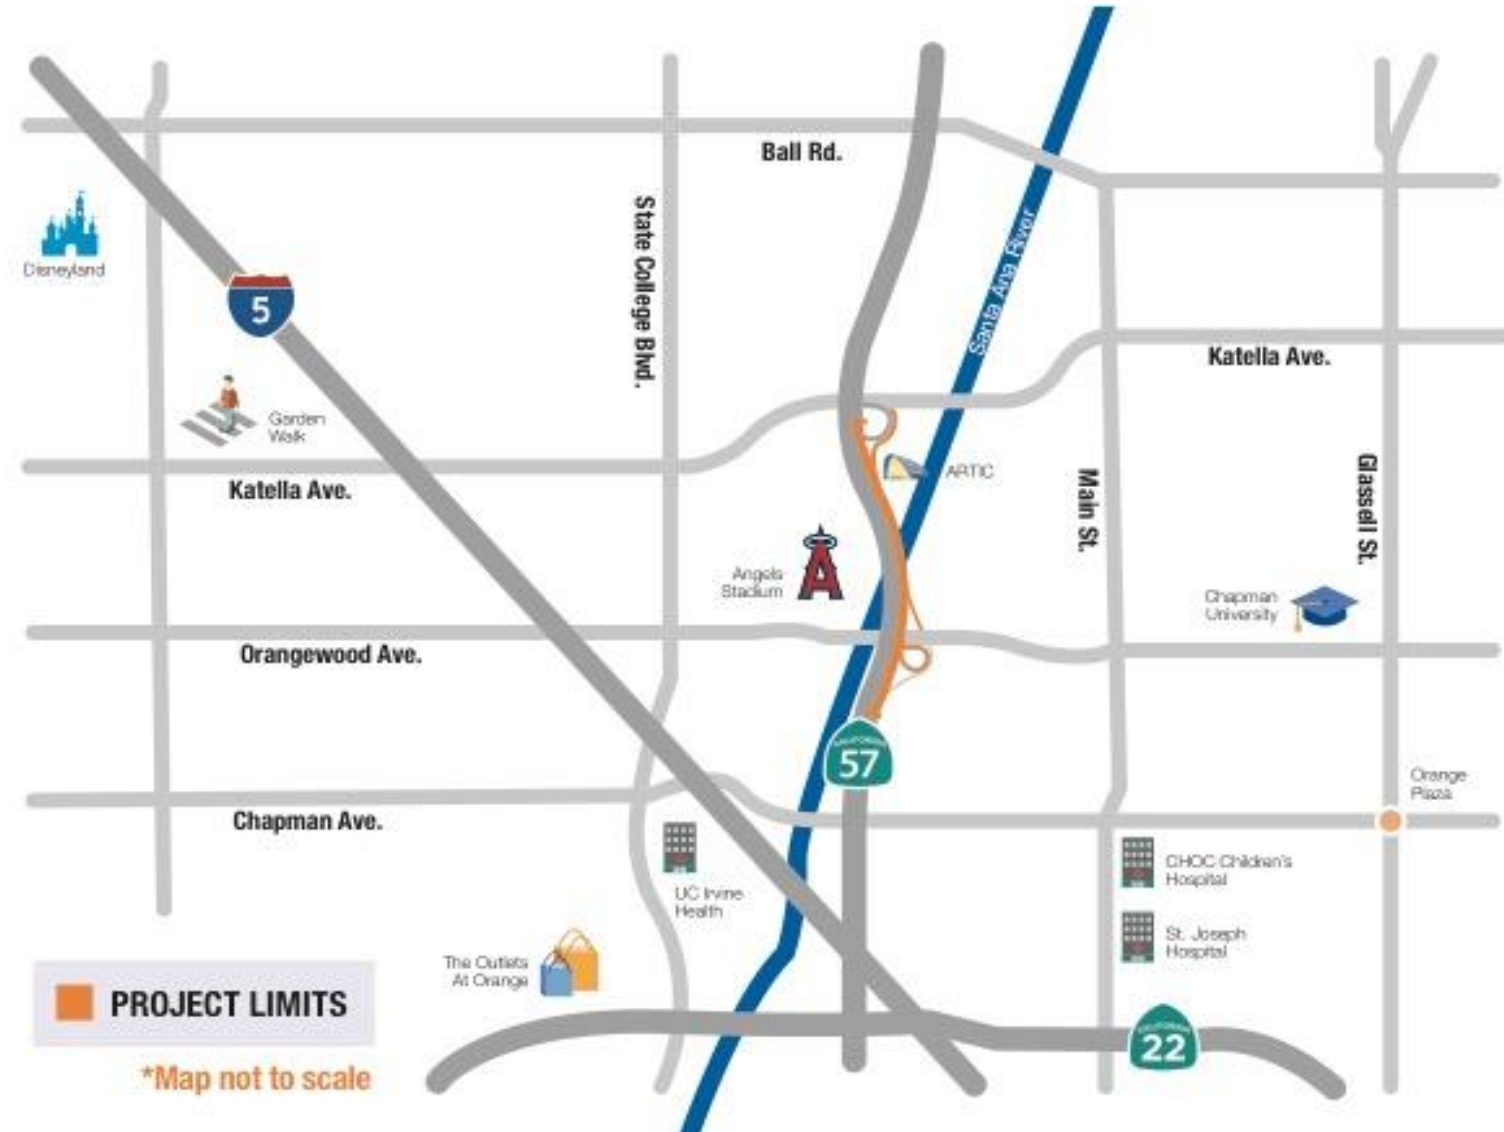 Ball Rd.
State College Blvd.
Santa Ana River
Disneyland
5
Katella Ave.
Garden
Walk
Katella Ave.
ARTIC
Main St.
Glassell St.
Angels
Stadium
Chapman
University
Orangewood Ave.
57
Orange
Plaza
Chapman Ave.
CHOC Children's
Hospital
UC Irvine
Health
St. Joseph
Hospital
The Outlets
At Orange
PROJECT LIMITS
CALIFORNIA
22
*Map not to scale